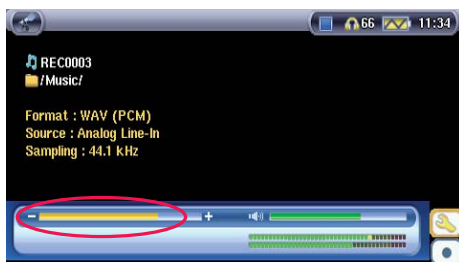 66 11:34
REC0003
/Music/
Format : WAV (PCM)
Source : Analog Line-In
Sampling : 44.1 kHz
- +